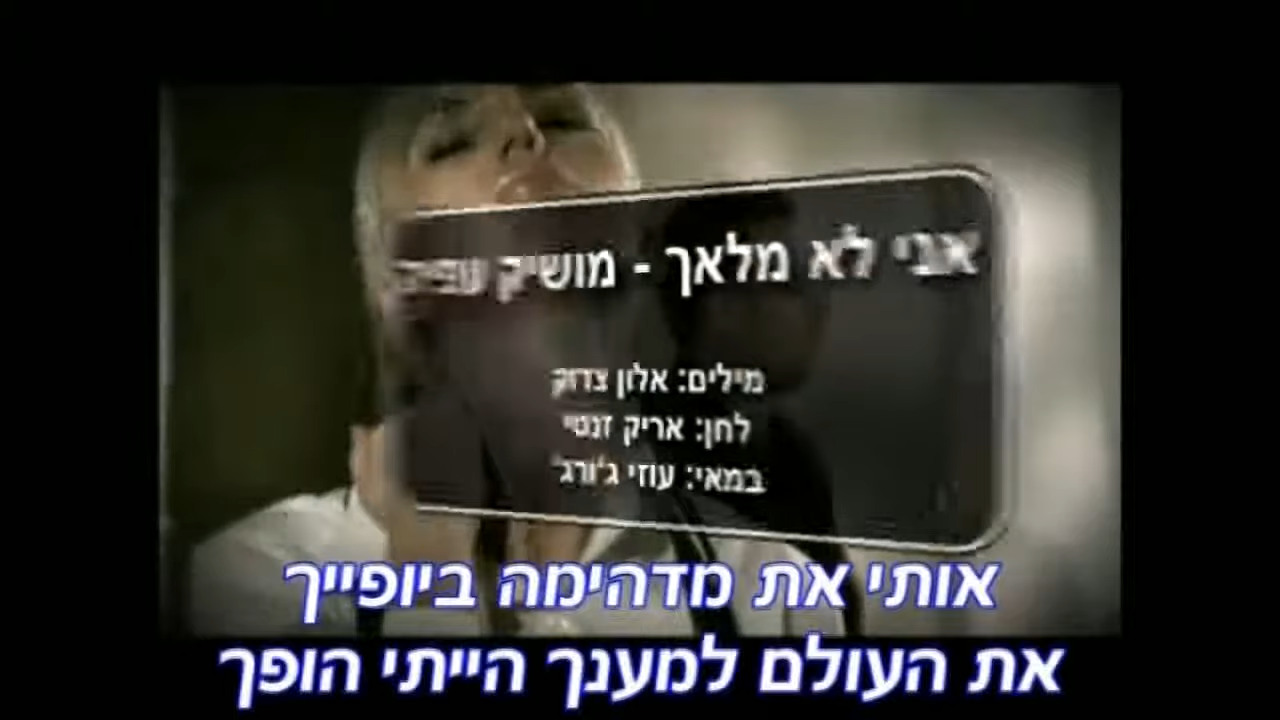 אני לא מלאך - מושיק עפיה
מילים: אלון צדוק
לחן: אריק זנטי
במאי: עוזי ג'ורג'
אותי את מדהימה ביופייך
את העולם למענך הייתי הופך